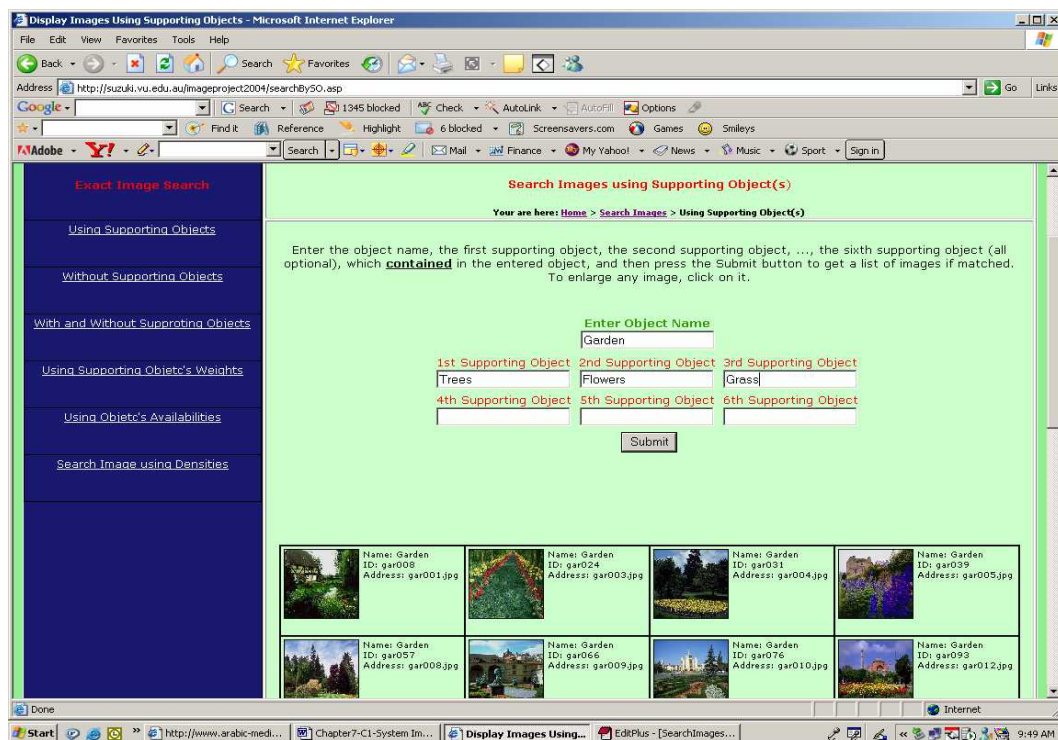 Display Images Using Supporting Objects - Microsoft Internet Explorer
File Edit View Favorites Tools Help
Back Search Favorites
Address http://suzuki.vu.edu.au/imageproject2004/searchBySO.asp Go Links
Google Search 1345 blocked ABC Check AutoLink AutoFill Options
Find it Reference Highlight 6 blocked Screensavers.com Games Smileys
Adobe Y! Search Mail Finance My Yahoo! News Music Sport Sign in
Exact Image Search
Using Supporting Objects
Without Supporting Objects
With and Without Supproting Objects
Using Supporting Objetc's Weights
Using Objetc's Availabilities
Search Image using Densities
Search Images using Supporting Object(s)
Your are here: Home > Search Images > Using Supporting Object(s)
Enter the object name, the first supporting object, the second supporting object, ..., the sixth supporting object (all
optional), which contained in the entered object, and then press the Submit button to get a list of images if matched.
To enlarge any image, click on it.
Enter Object Name
Garden
1st Supporting Object 2nd Supporting Object 3rd Supporting Object
Trees Flowers Grass
4th Supporting Object 5th Supporting Object 6th Supporting Object
Submit
Name: Garden
ID: gar008
Address: gar001.jpg
Name: Garden
ID: gar024
Address: gar003.jpg
Name: Garden
ID: gar031
Address: gar004.jpg
Name: Garden
ID: gar039
Address: gar005.jpg
Name: Garden
ID: gar057
Address: gar008.jpg
Name: Garden
ID: gar066
Address: gar009.jpg
Name: Garden
ID: gar076
Address: gar010.jpg
Name: Garden
ID: gar093
Address: gar012.jpg
Done Internet
Start » http://www.arabic-medi... Chapter7-C1-System Im... Display Images Using... EditPlus - [SearchImages... « 9:49 AM